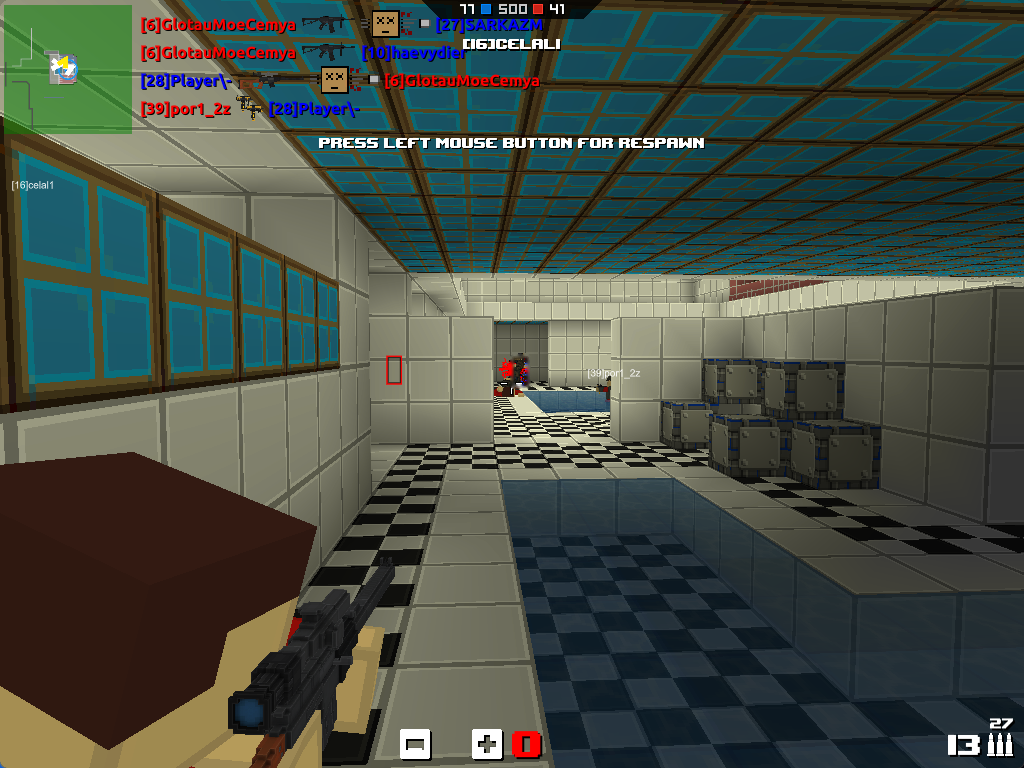 77 500 41
[6]GlotauMoeCemya [27]SARKAZM
[16]CELAL1
[6]GlotauMoeCemya [10]haevydier
[28]Player\- [6]GlotauMoeCemya
[39]por1_2z [28]Player\-
PRESS LEFT MOUSE BUTTON FOR RESPAWN
[16]celal1
[39]por1_2z
27
13
0